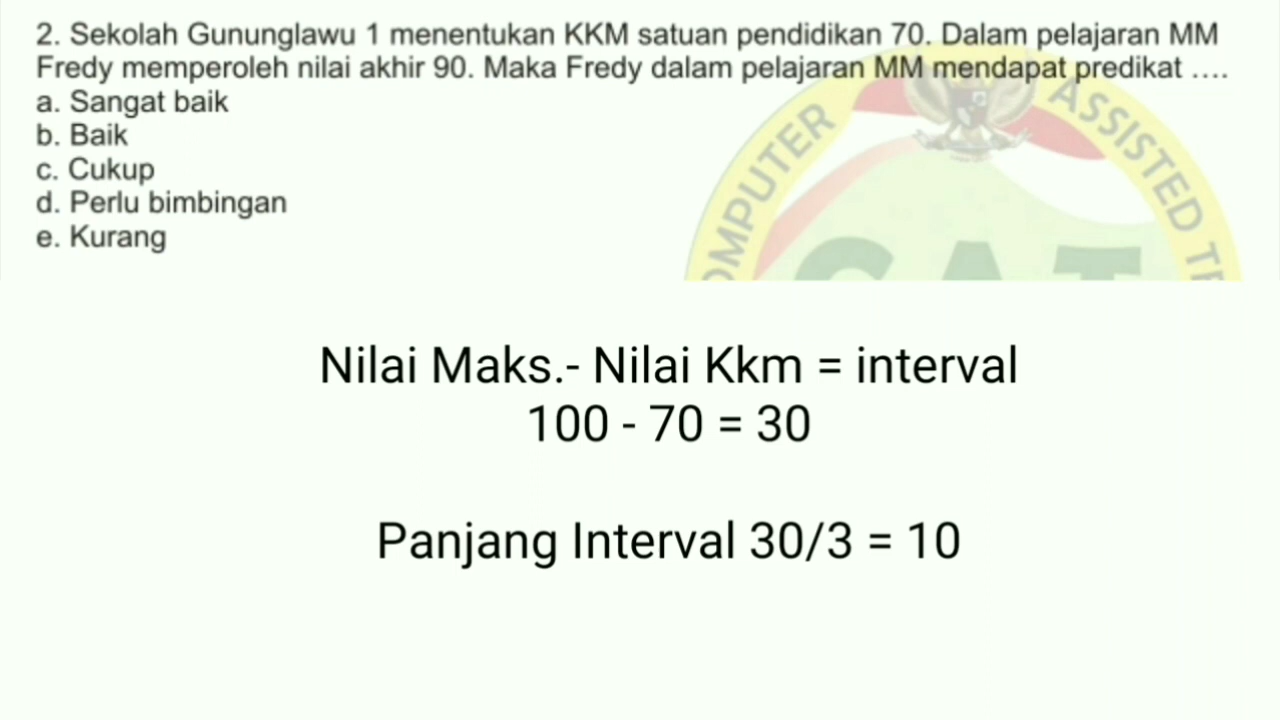 2. Sekolah Gununglawu 1 menentukan KKM satuan pendidikan 70. Dalam pelajaran MM
Fredy memperoleh nilai akhir 90. Maka Fredy dalam pelajaran MM mendapat predikat ....
a. Sangat baik
b. Baik
c. Cukup
d. Perlu bimbingan
e. Kurang
ASSISTED
CAT
Nilai Maks.- Nilai Kkm = interval
100 - 70 = 30
Panjang Interval 30/3 = 10